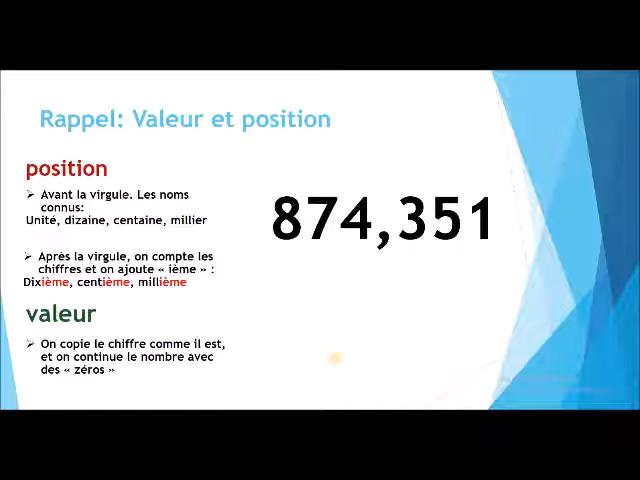 Rappel: Valeur et position
position
➢ Avant la virgule. Les noms
connus:
Unité, dizaine, centaine, millier
➢ Après la virgule, on compte les
chiffres et on ajoute « ième » :
Dixième, centième, millième
valeur
➢ On copie le chiffre comme il est,
et on continue le nombre avec
des « zéros »
874,351